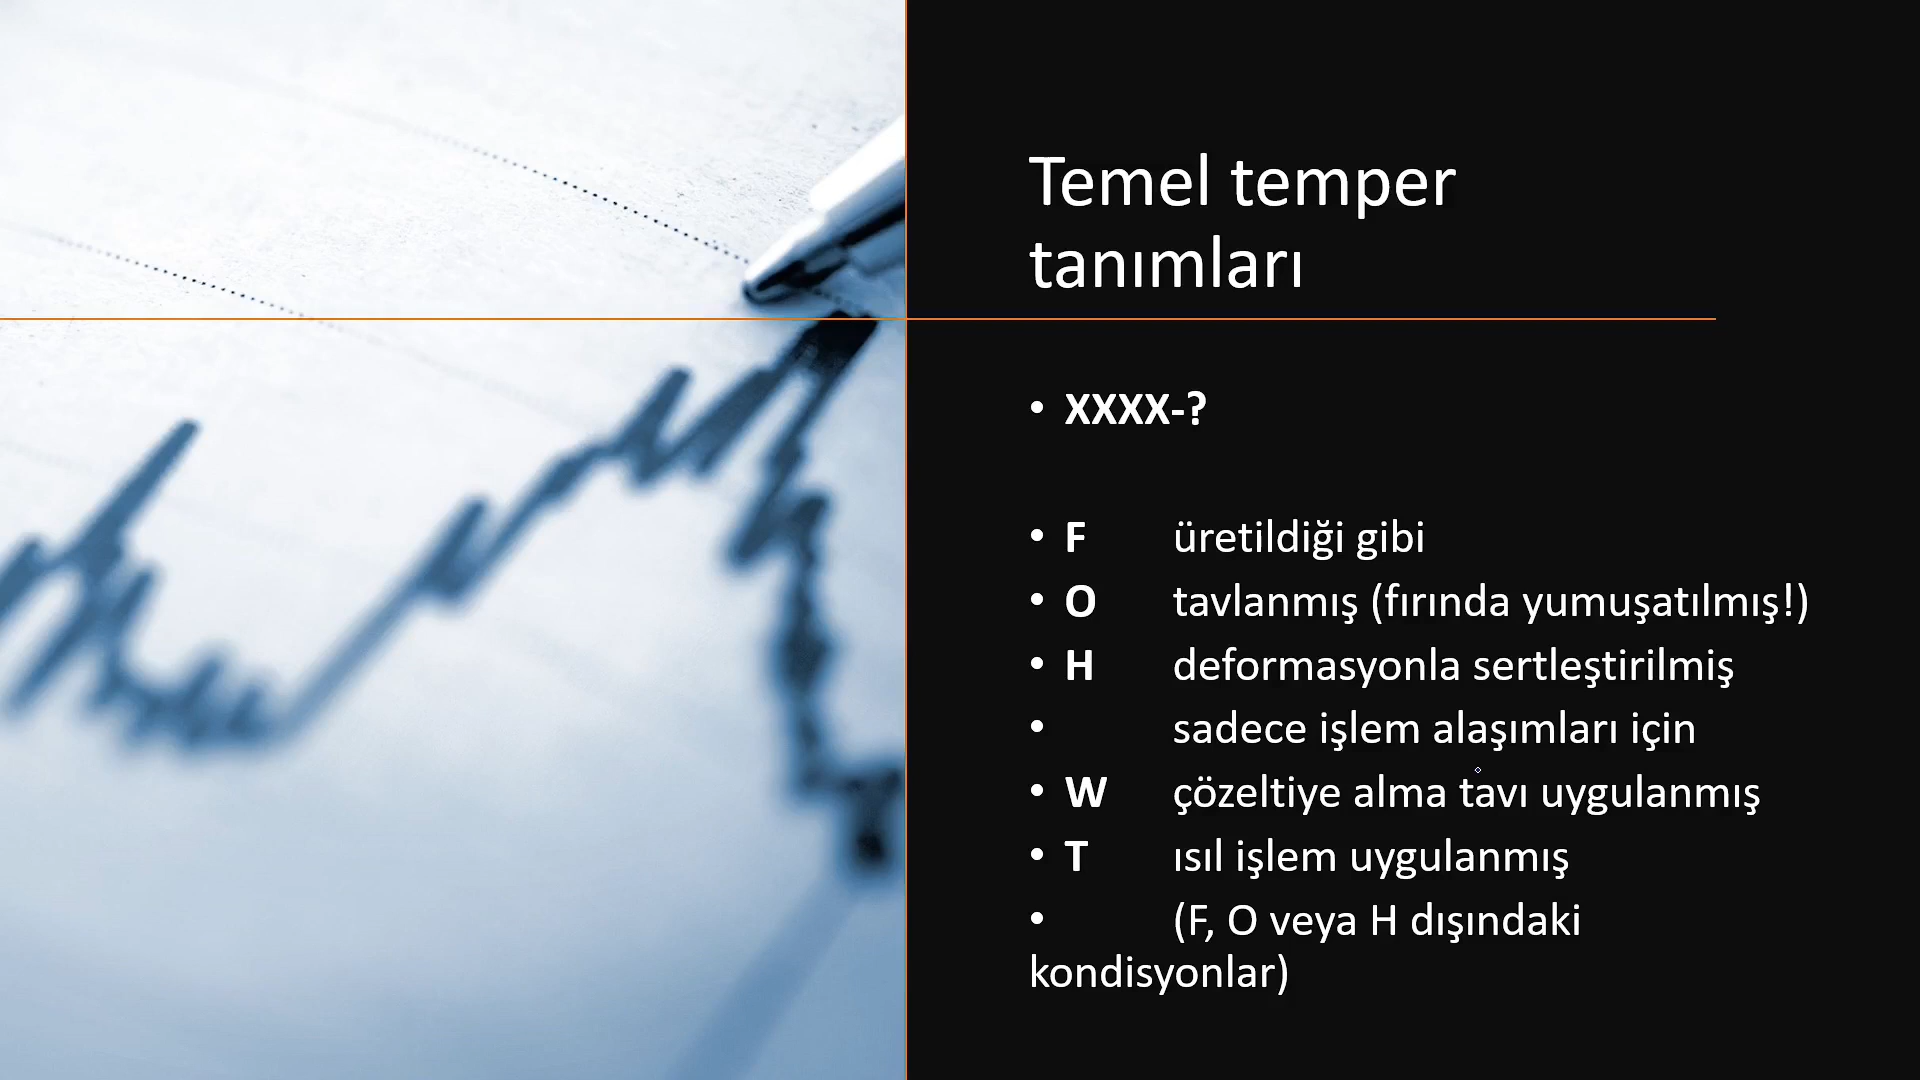 Temel temper
tanımları
• XXXX-?
• F üretildiği gibi
• O tavlanmış (fırında yumuşatılmış!)
• H deformasyonla sertleştirilmiş
• sadece işlem alaşımları için
• W çözeltiye alma tavı uygulanmış
• T ısıl işlem uygulanmış
• (F, O veya H dışındaki
kondisyonlar)